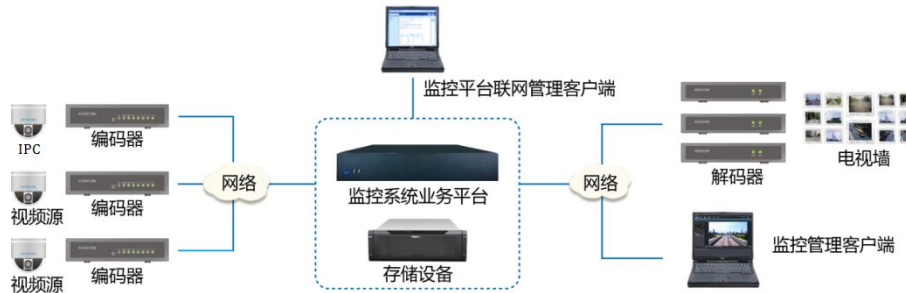 监控平台联网管理客户端
IPC
编码器
视频源
编码器
视频源
编码器
网络
监控系统业务平台
存储设备
网络
解码器
电视墙
监控管理客户端